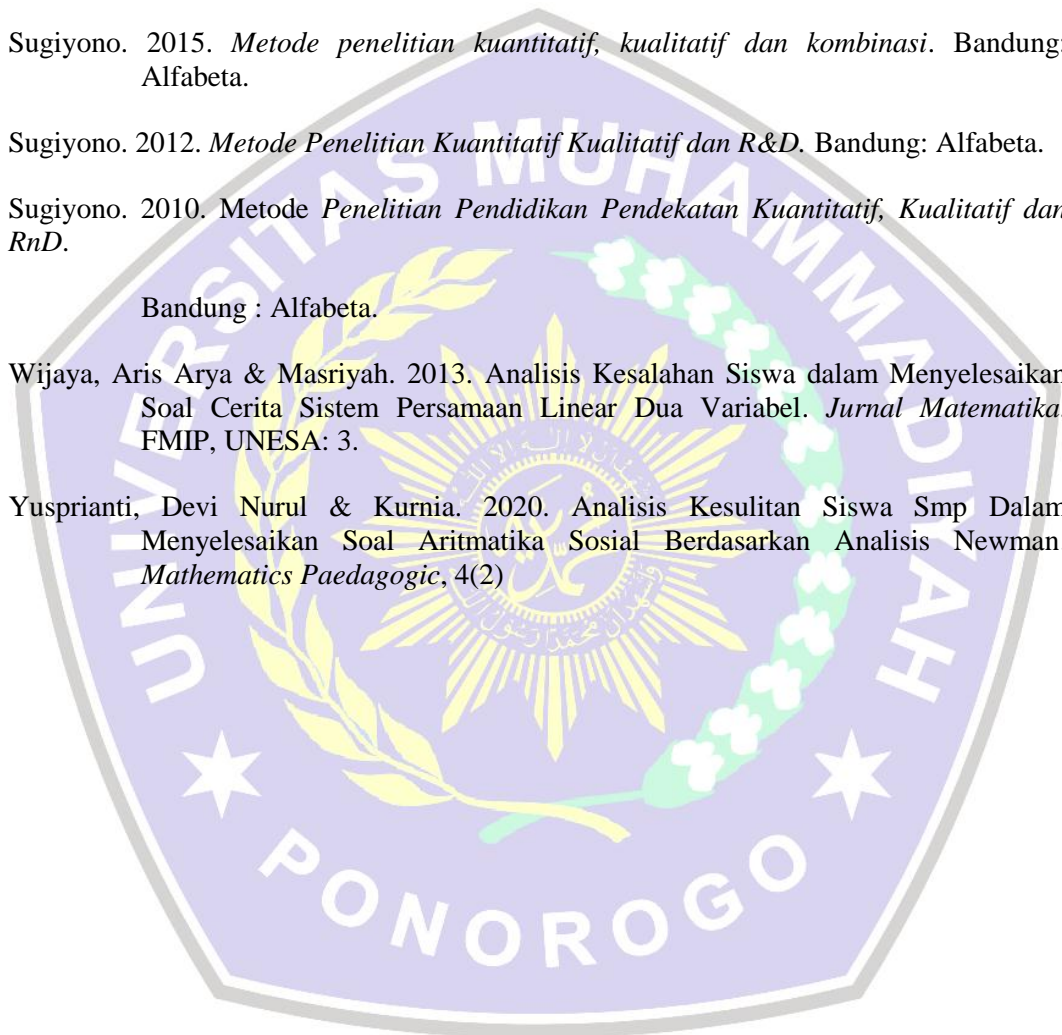 Sugiyono. 2015. Metode penelitian kuantitatif, kualitatif dan kombinasi. Bandung:
Alfabeta.
Sugiyono. 2012. Metode Penelitian Kuantitatif Kualitatif dan R&D. Bandung: Alfabeta.
Sugiyono. 2010. Metode Penelitian Pendidikan Pendekatan Kuantitatif, Kualitatif dan
RnD.
Bandung : Alfabeta.
Wijaya, Aris Arya & Masriyah. 2013. Analisis Kesalahan Siswa dalam Menyelesaikan
Soal Cerita Sistem Persamaan Linear Dua Variabel. Jurnal Matematika.
FMIP, UNESA: 3.
Yusprianti, Devi Nurul & Kurnia. 2020. Analisis Kesulitan Siswa Smp Dalam
Menyelesaikan Soal Aritmatika Sosial Berdasarkan Analisis Newman
Mathematics Paedagogic, 4(2)
UNIVERSITAS MUHAMMADIYAH
PONOROGO